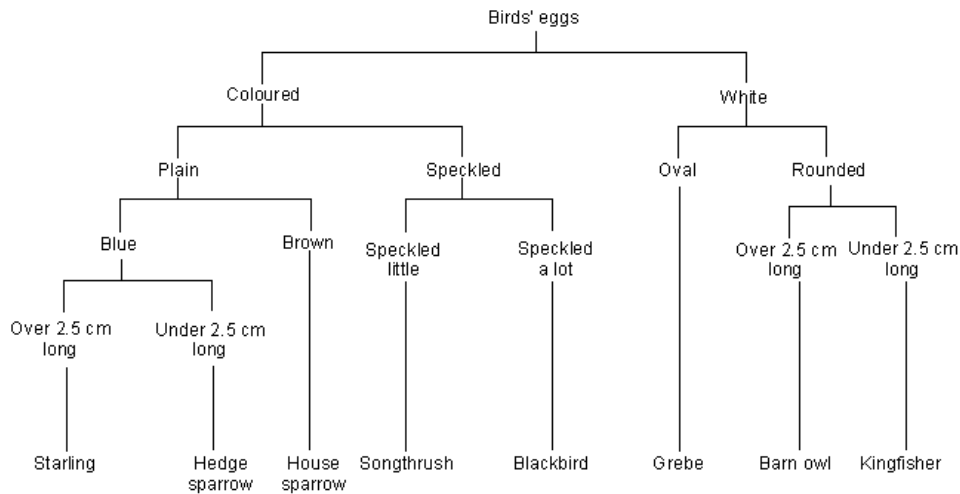 Birds' eggs
Coloured
White
Plain
Speckled
Oval
Rounded
Blue
Brown
Speckled
little
Speckled
a lot
Over 2.5 cm
long
Under 2.5 cm
long
Over 2.5 cm
long
Under 2.5 cm
long
Starling
Hedge
sparrow
House
sparrow
Songthrush
Blackbird
Grebe
Barn owl
Kingfisher